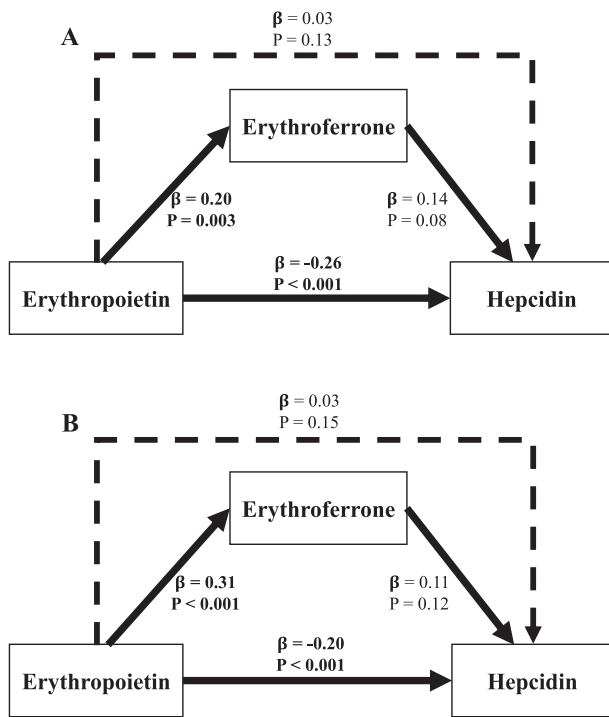 A
β = 0.03
P = 0.13
Erythroferrone
β = 0.20
P = 0.003
β = 0.14
P = 0.08
β = -0.26
P < 0.001
Erythropoietin
Hepcidin
B
β = 0.03
P = 0.15
Erythroferrone
β = 0.31
P < 0.001
β = 0.11
P = 0.12
β = -0.20
P < 0.001
Erythropoietin
Hepcidin